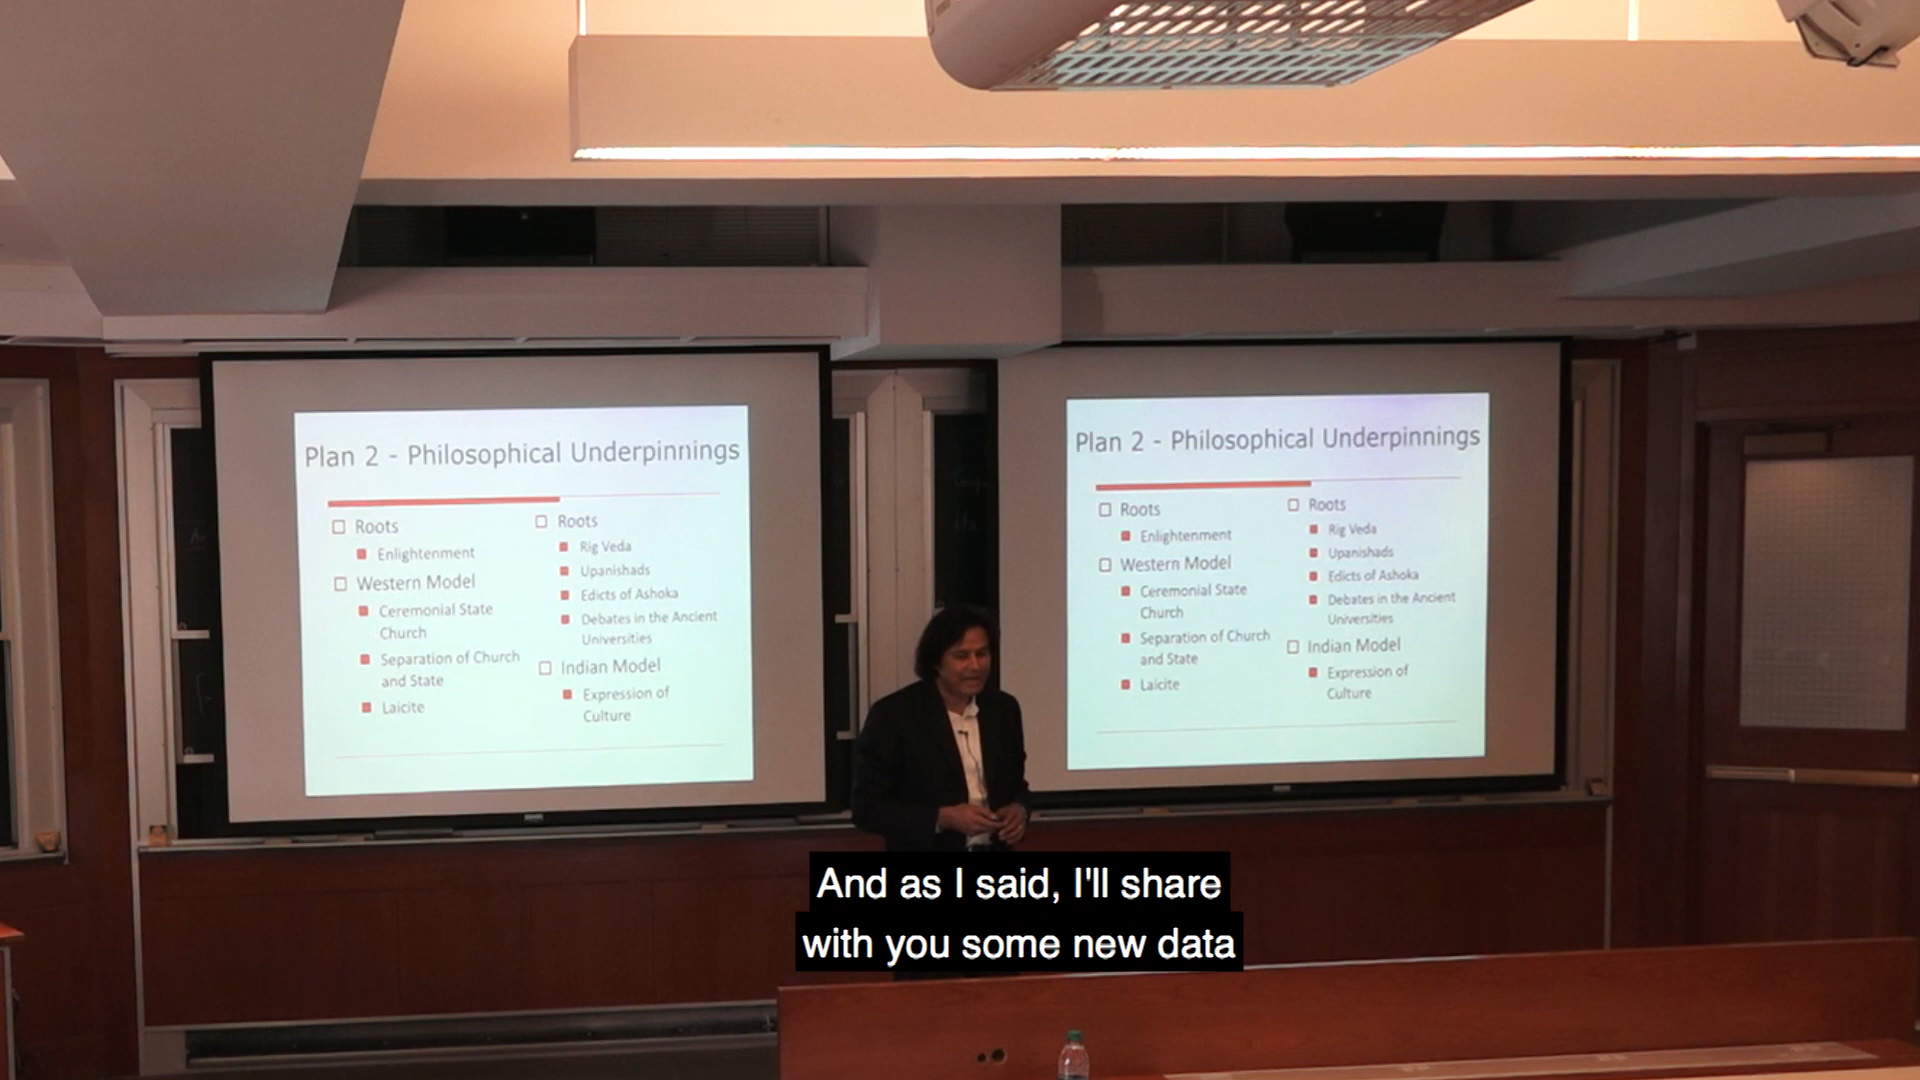 Plan 2 - Philosophical Underpinnings
Roots
Enlightenment
Western Model
Ceremonial State
Church
Separation of Church
and State
Laicite
Roots
Rig Veda
Upanishads
Edicts of Ashoka
Debates in the Ancient
Universities
Indian Model
Expression of
Culture
Plan 2 - Philosophical Underpinnings
Roots
Enlightenment
Western Model
Ceremonial State
Church
Separation of Church
and State
Laicite
Roots
Rig Veda
Upanishads
Edicts of Ashoka
Debates in the Ancient
Universities
Indian Model
Expression of
Culture
And as I said, I'll share
with you some new data